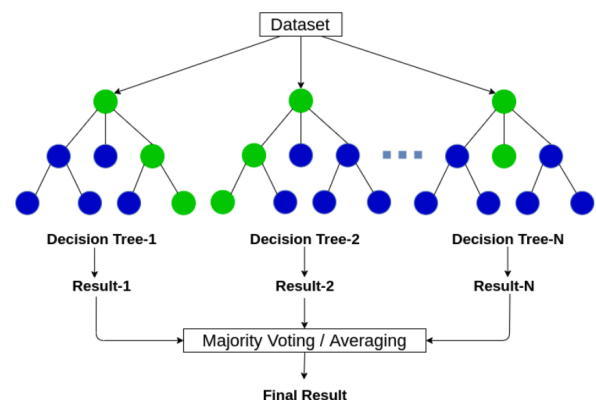 Dataset
Decision Tree-1
Decision Tree-2
Decision Tree-N
Result-1
Result-2
Result-N
Majority Voting / Averaging
Final Result